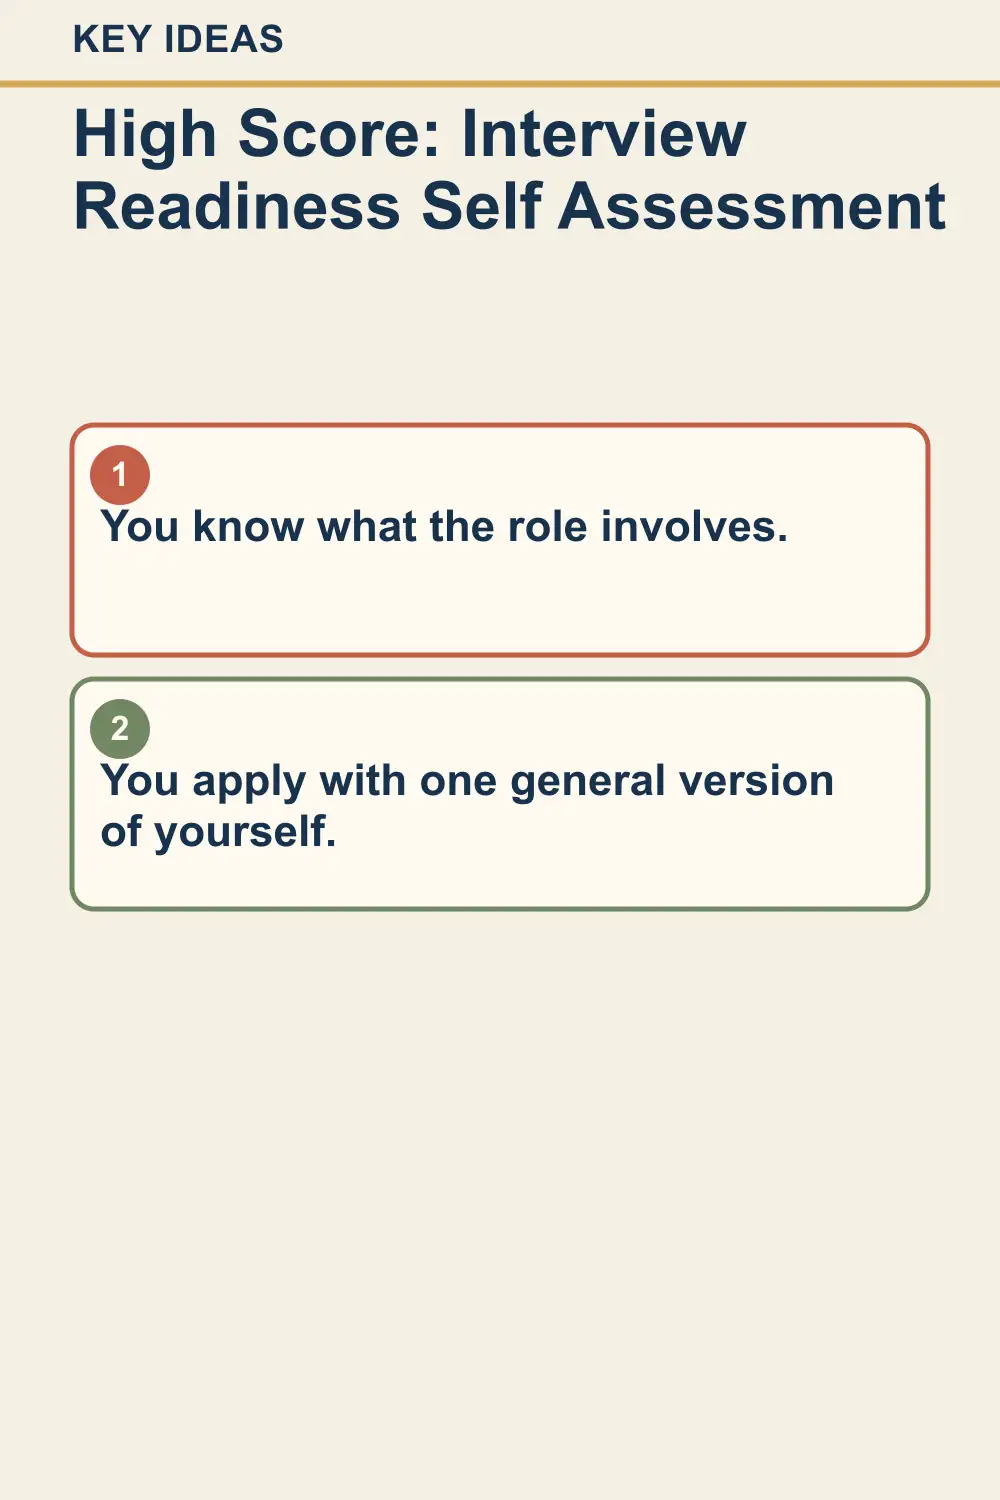 KEY IDEAS
High Score: Interview
Readiness Self Assessment
1
You know what the role involves.
2
You apply with one general version
of yourself.